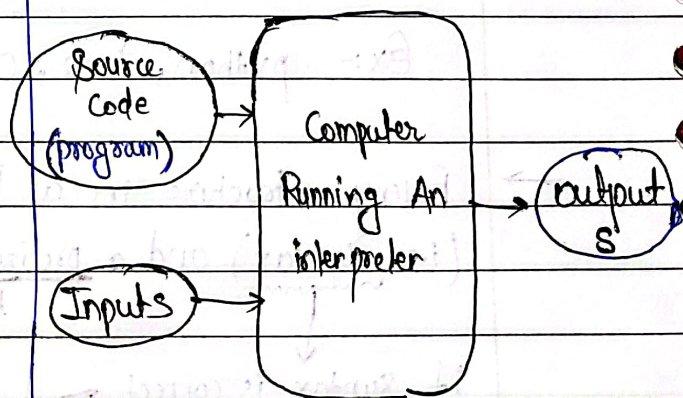 Source
Code
(program)
Computer
Running An
interpreter
output
s
Inputs